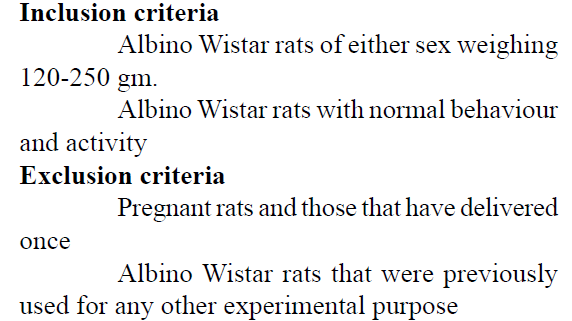 Inclusion criteria
Albino Wistar rats of either sex weighing
120-250 gm.
Albino Wistar rats with normal behaviour
and activity
Exclusion criteria
Pregnant rats and those that have delivered
once
Albino Wistar rats that were previously
used for any other experimental purpose